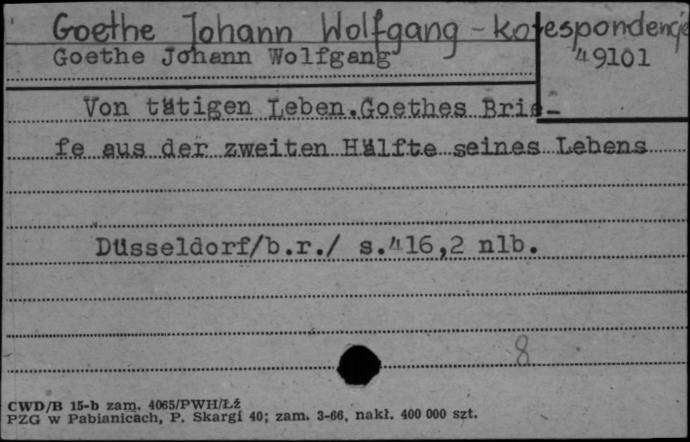 Goethe Johann Wolfgang - korespondencje
Goethe Johann Wolfgang 49101
Von tätigen Leben.Goethes Brie-
fe aus der zweiten Hälfte seines Lebens
Düsseldorf/b.r./ s.416,2 nlb.
8
CWD/B 15-b zam. 4065/PWH/Łź
PZG w Pabianicach, P. Skargi 40; zam. 3-66, nakł. 400 000 szt.